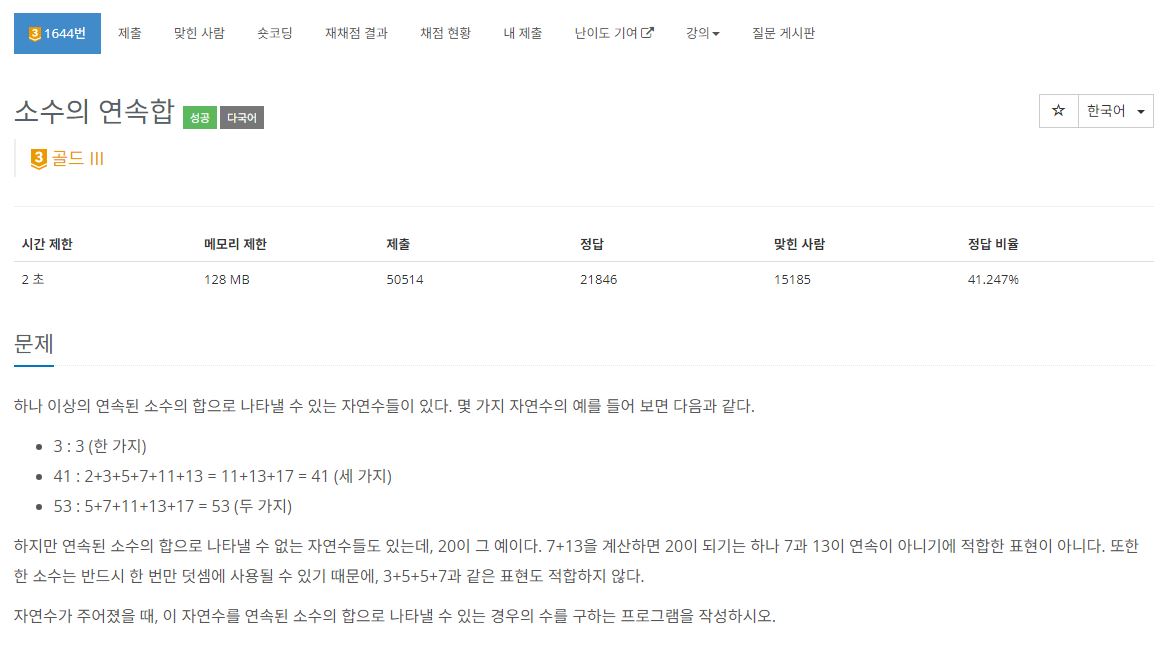 3 1644번 제출 맞힌 사람 숏코딩 재채점 결과 채점 현황 내 제출 난이도 기여 강의 질문 게시판
소수의 연속합 성공 다국어 ☆ 한국어
3 골드 III
시간 제한 메모리 제한 제출 정답 맞힌 사람 정답 비율
2 초 128 MB 50514 21846 15185 41.247%
문제
하나 이상의 연속된 소수의 합으로 나타낼 수 있는 자연수들이 있다. 몇 가지 자연수의 예를 들어 보면 다음과 같다.
• 3 : 3 (한 가지)
• 41 : 2+3+5+7+11+13 = 11+13+17 = 41 (세 가지)
• 53 : 5+7+11+13+17 = 53 (두 가지)
하지만 연속된 소수의 합으로 나타낼 수 없는 자연수들도 있는데, 20이 그 예이다. 7+13을 계산하면 20이 되기는 하나 7과 13이 연속이 아니기에 적합한 표현이 아니다. 또한
한 소수는 반드시 한 번만 덧셈에 사용될 수 있기 때문에, 3+5+5+7과 같은 표현도 적합하지 않다.
자연수가 주어졌을 때, 이 자연수를 연속된 소수의 합으로 나타낼 수 있는 경우의 수를 구하는 프로그램을 작성하시오.